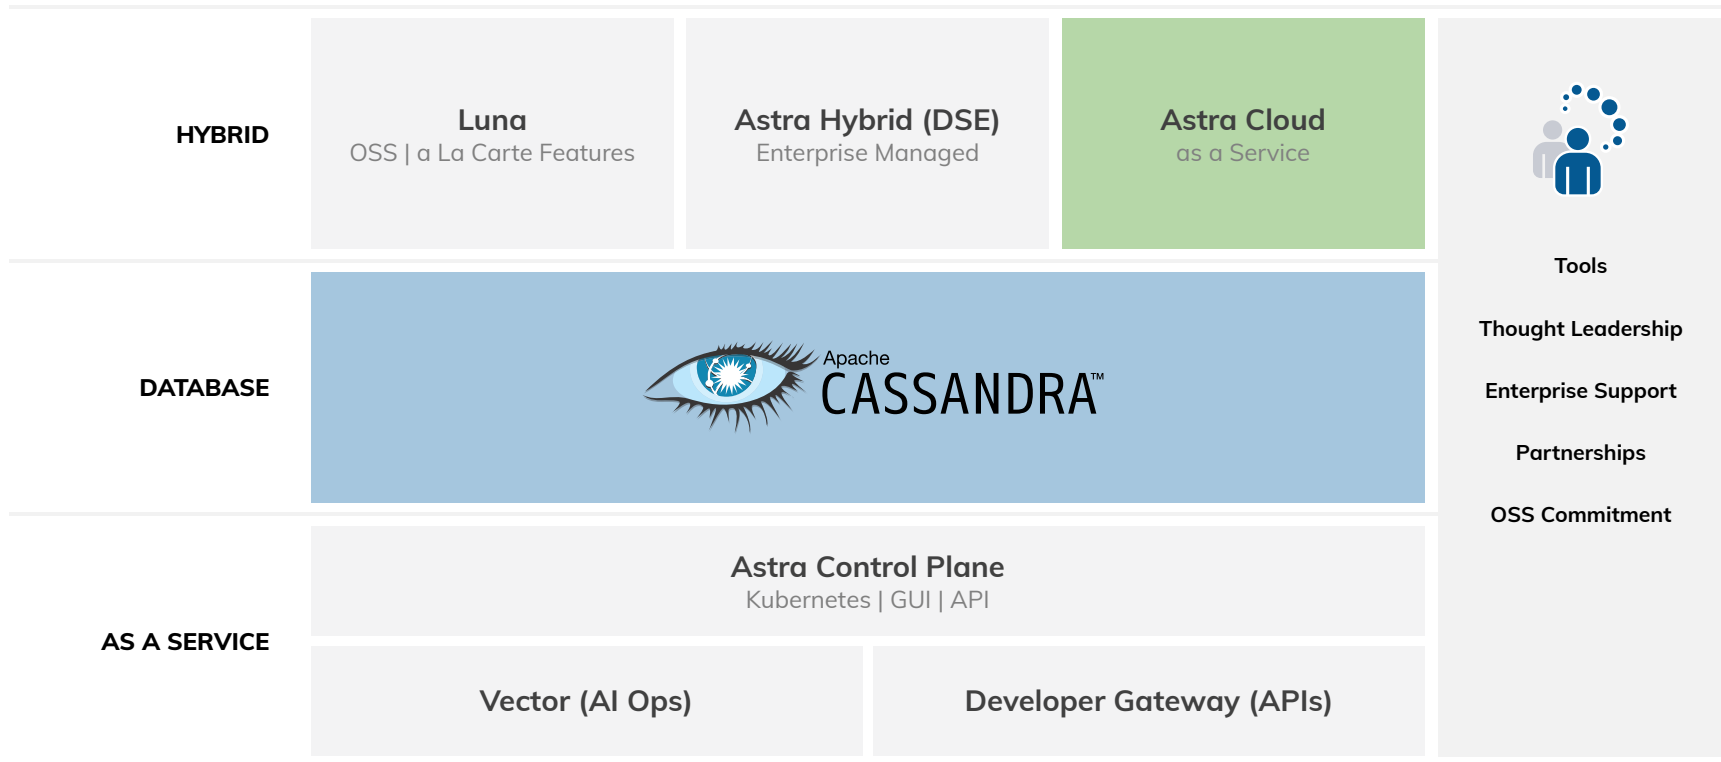 HYBRID
Luna
OSS | a La Carte Features
Astra Hybrid (DSE)
Enterprise Managed
Astra Cloud
as a Service
DATABASE
Apache
CASSANDRA™
AS A SERVICE
Astra Control Plane
Kubernetes | GUI | API
Vector (AI Ops)
Developer Gateway (APIs)
Tools
Thought Leadership
Enterprise Support
Partnerships
OSS Commitment